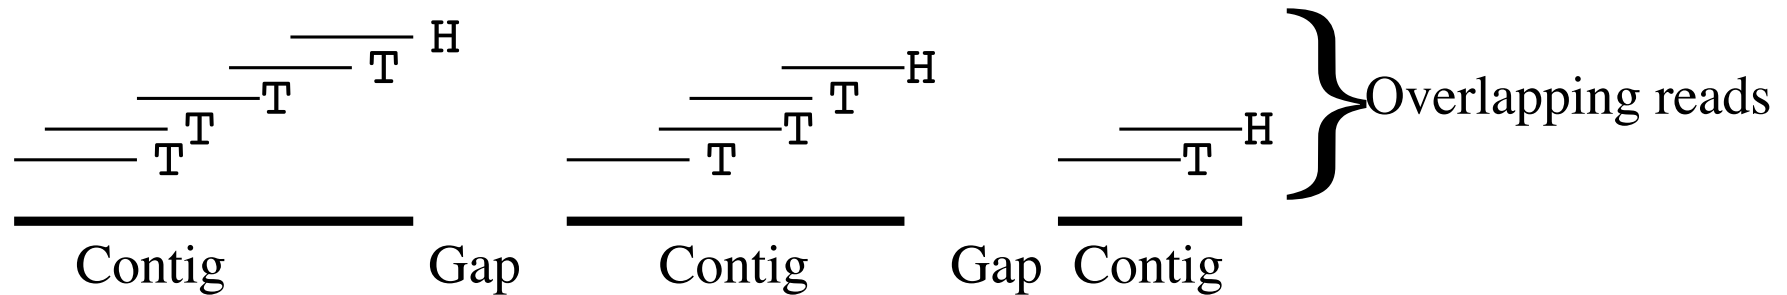 H
T H
T T Overlapping reads
T T H
T T T
Contig Gap Contig Gap Contig